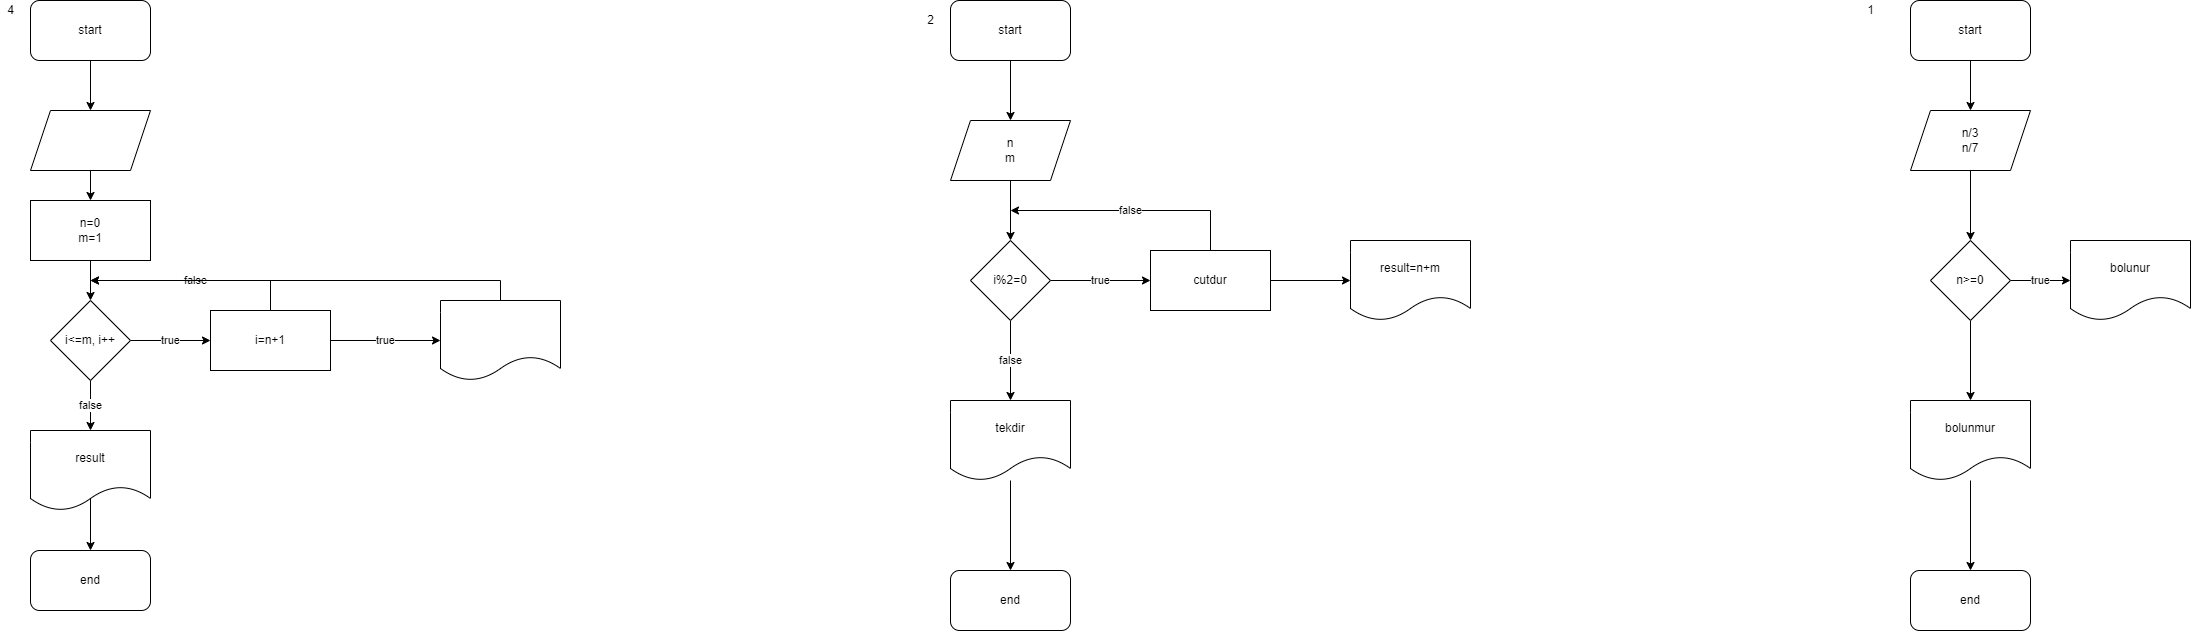 4
start
n=0
m=1
false
i<=m, i++
true
i=n+1
true
false
result
end
2
start
n
m
false
i%2=0
true
cutdur
result=n+m
false
tekdir
end
1
start
n/3
n/7
n>=0
true
bolunur
bolunmur
end